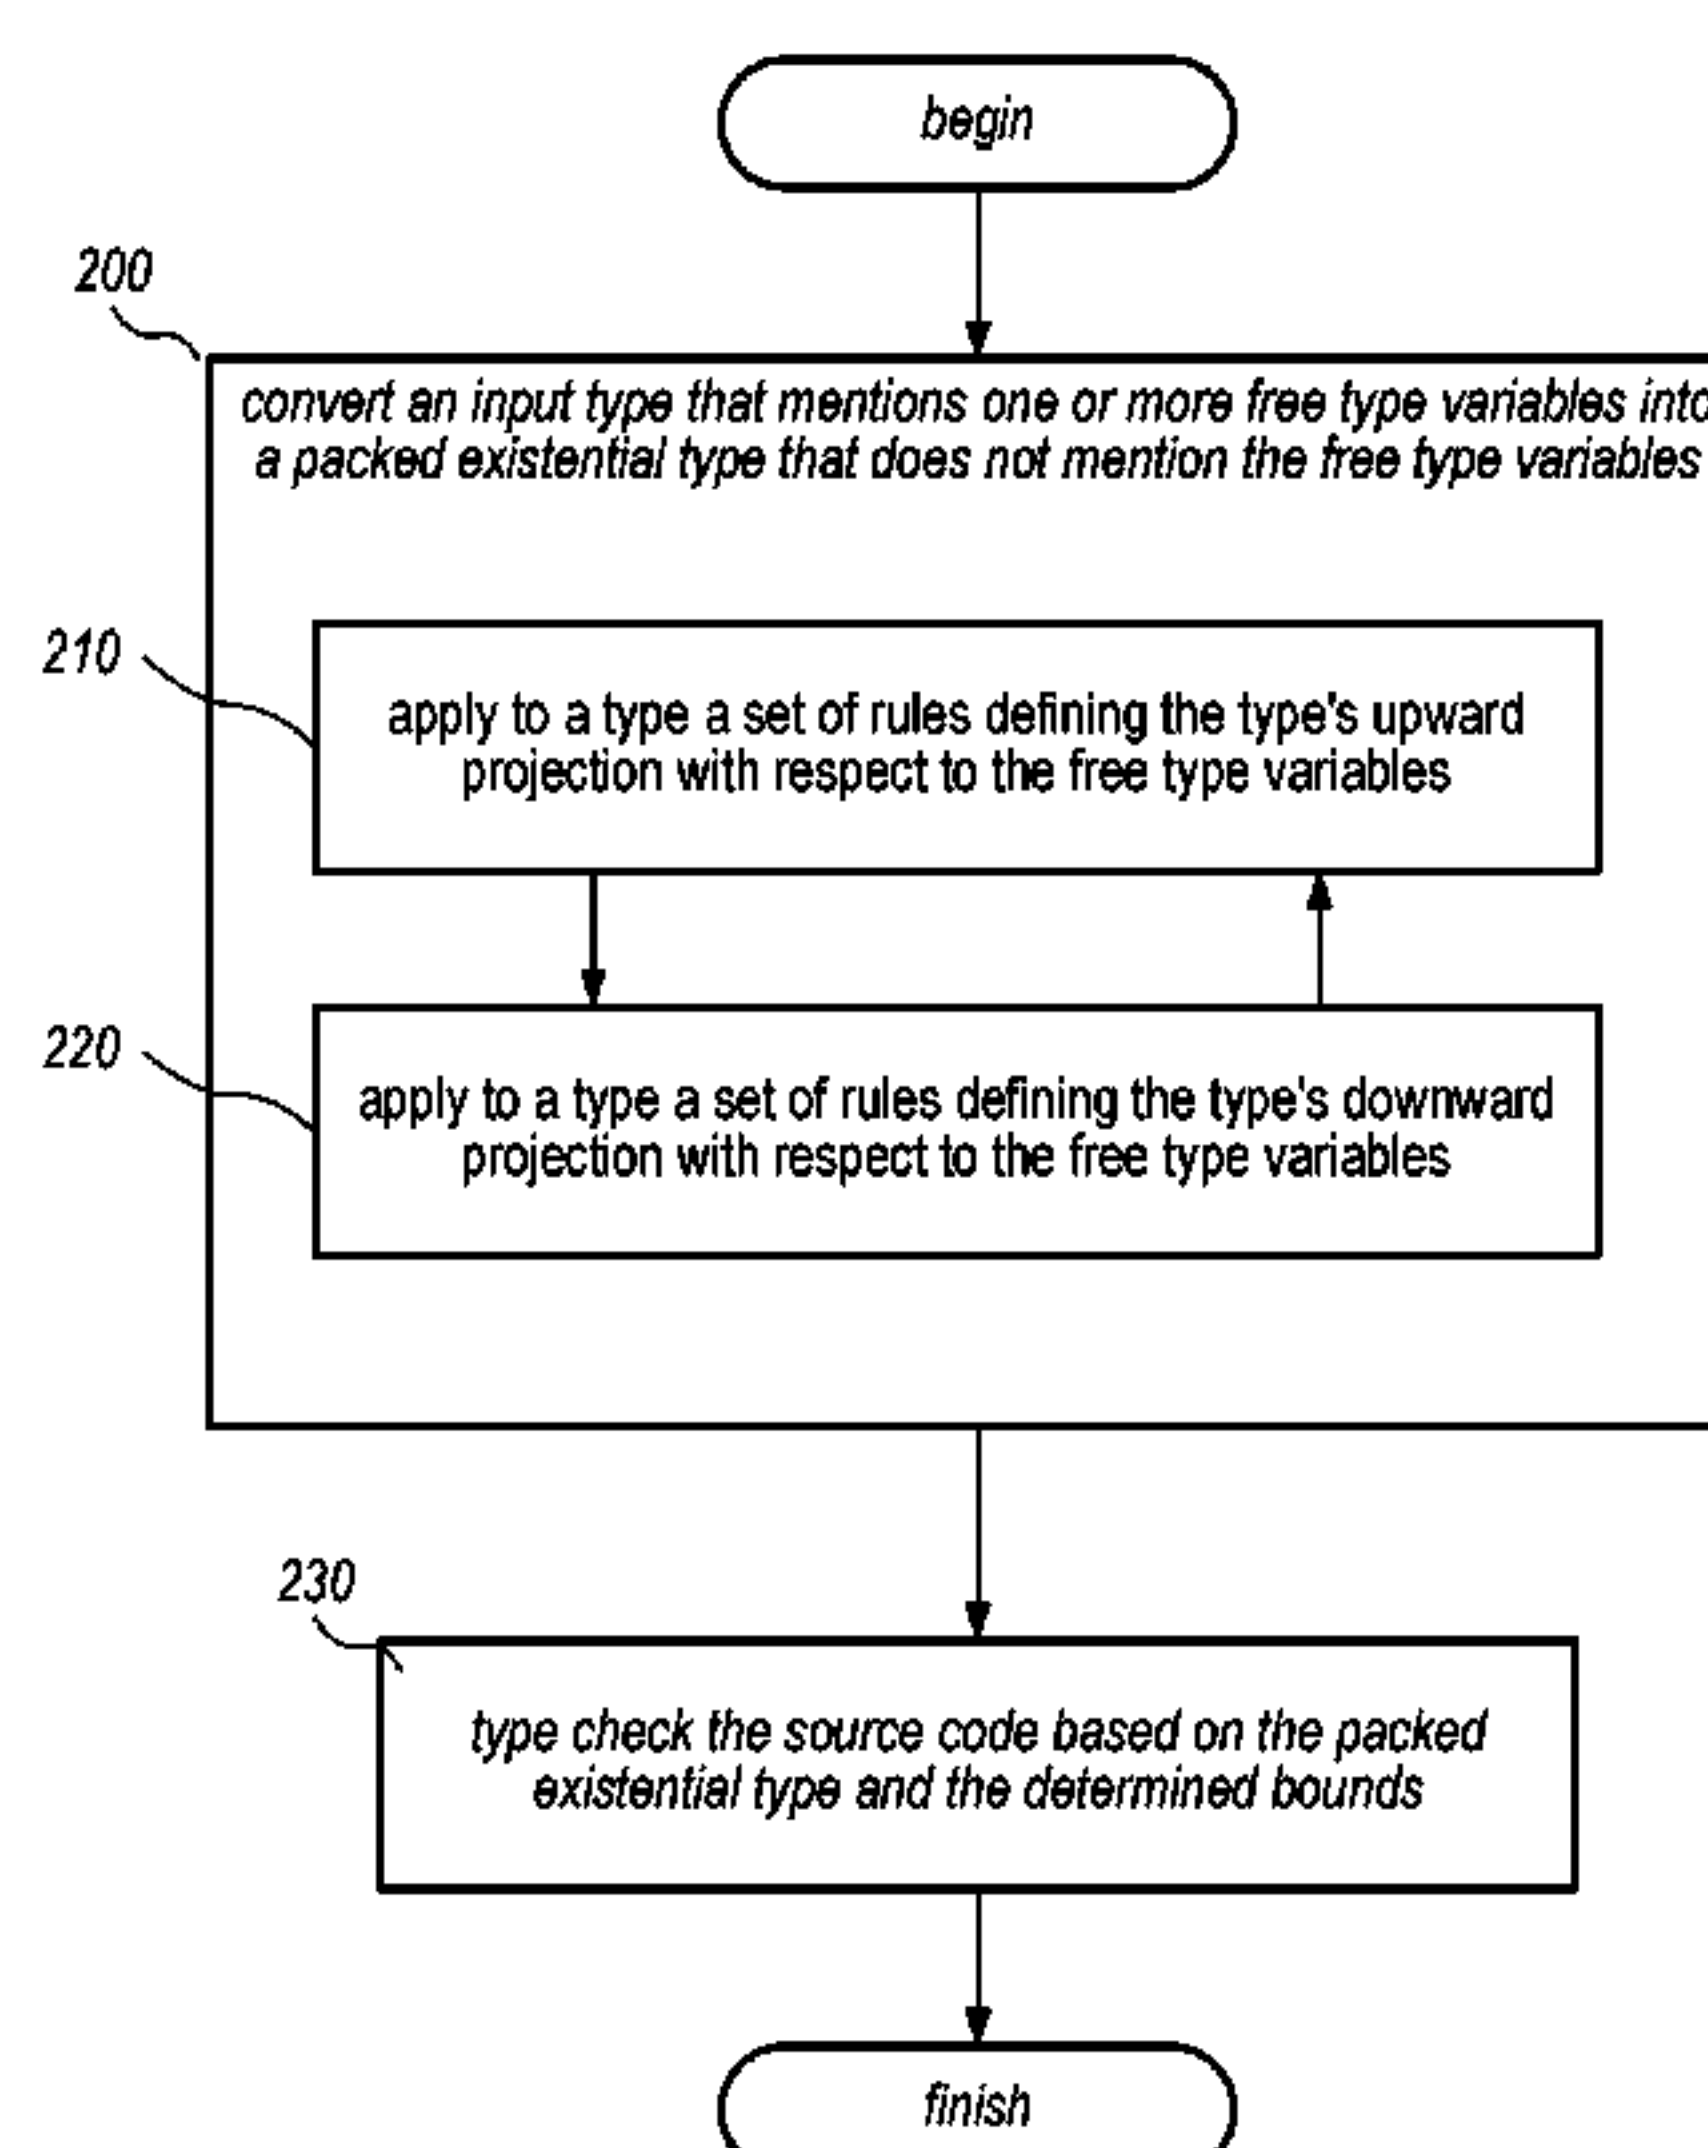 begin
200
convert an input type that mentions one or more free type variables into
a packed existential type that does not mention the free type variables
210
apply to a type a set of rules defining the type's upward
projection with respect to the free type variables
220
apply to a type a set of rules defining the type's downward
projection with respect to the free type variables
230
type check the source code based on the packed
existential type and the determined bounds
finish